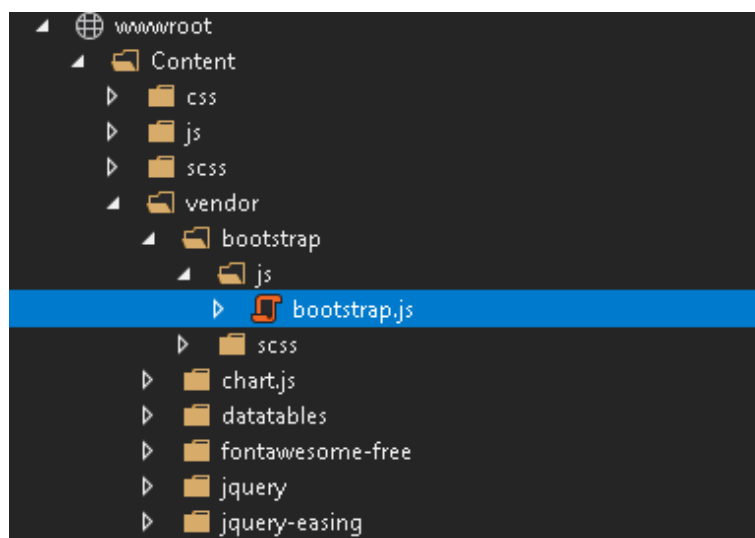 wwwroot
Content
css
js
scss
vendor
bootstrap
js
bootstrap.js
scss
chart.js
datatables
fontawesome-free
jquery
jquery-easing